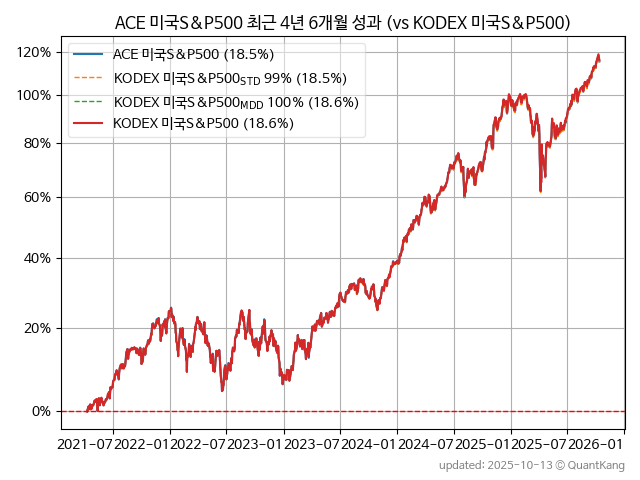 ACE 미국S&P500 최근 4년 6개월 성과 (vs KODEX 미국S&P500)
ACE 미국S&P500 (18.5%)
KODEX 미국S&P500STD 99% (18.5%)
KODEX 미국S&P500MDD 100% (18.6%)
KODEX 미국S&P500 (18.6%)
120%
100%
80%
60%
40%
20%
0%
2021-07 2022-01 2022-07 2023-01 2023-07 2024-01 2024-07 2025-01 2025-07 2026-01
updated: 2025-10-13 © QuantKang